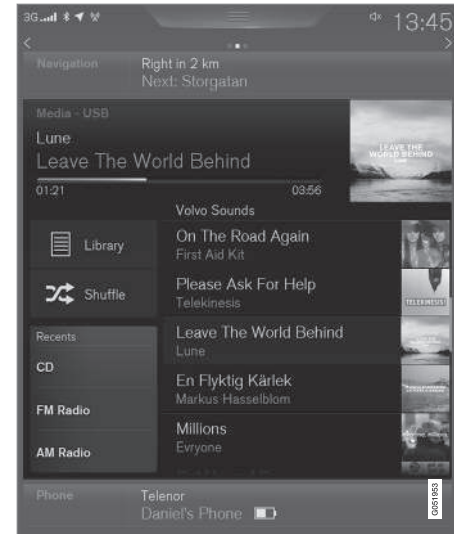 3G
13:45
Navigation
Right in 2 km
Next: Storgatan
Media - USB
Lune
Leave The World Behind
01:21
03:56
LEAVE THE
WORLD BEHIND
Volvo Sounds
Library
Shuffle
On The Road Again
First Aid Kit
Please Ask For Help
Telekinesis
TELEKINESIS!
Leave The World Behind
Lune
En Flyktig Kärlek
Markus Hasselblom
Millions
Evryone
Recents
CD
FM Radio
AM Radio
Phone
Telenor
Daniel's Phone
G051953